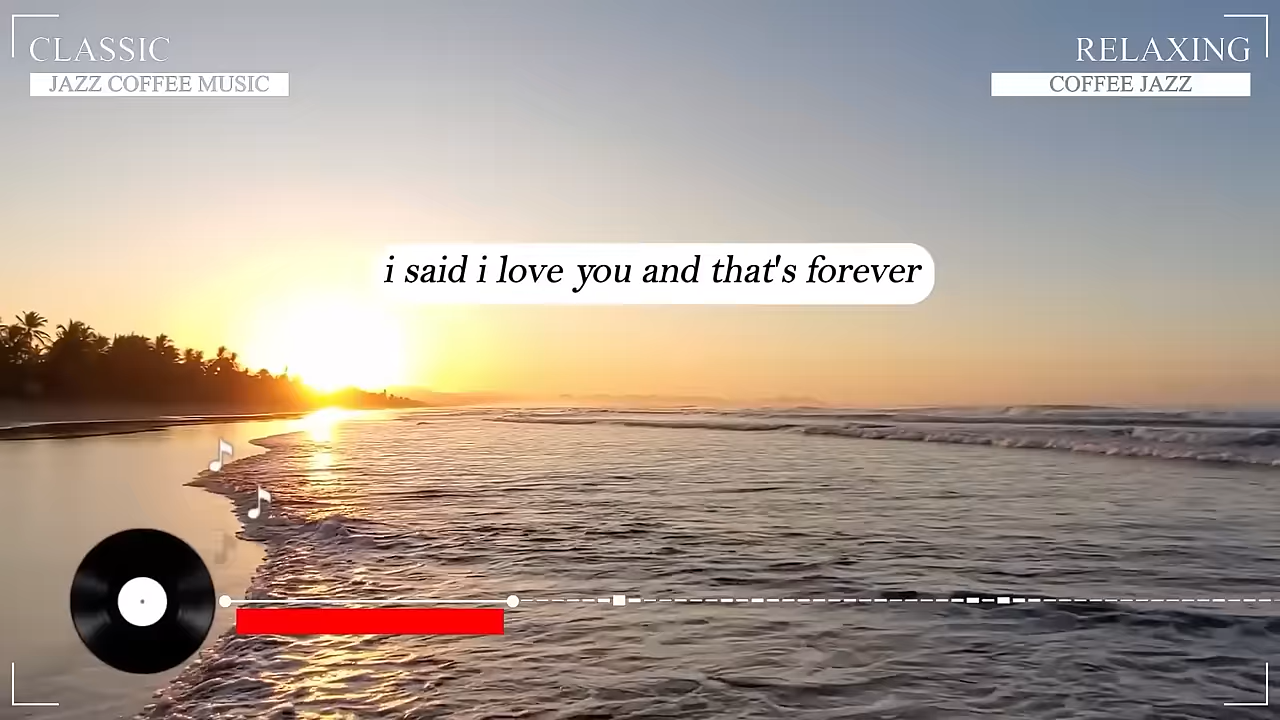 CLASSIC
JAZZ COFFEE MUSIC
RELAXING
COFFEE JAZZ
i said i love you and that's forever